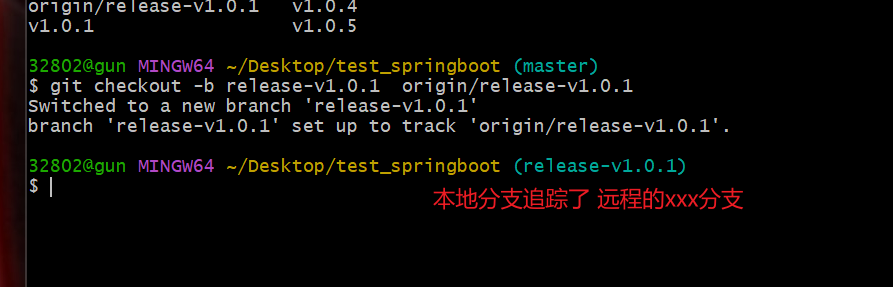 origin/release-v1.0.1   v1.0.4
v1.0.1                  v1.0.5
32802@gun MINGW64 ~/Desktop/test_springboot (master)
$ git checkout -b release-v1.0.1  origin/release-v1.0.1
Switched to a new branch 'release-v1.0.1'
branch 'release-v1.0.1' set up to track 'origin/release-v1.0.1'.
32802@gun MINGW64 ~/Desktop/test_springboot (release-v1.0.1)
$
本地分支追踪了 远程的xxx分支